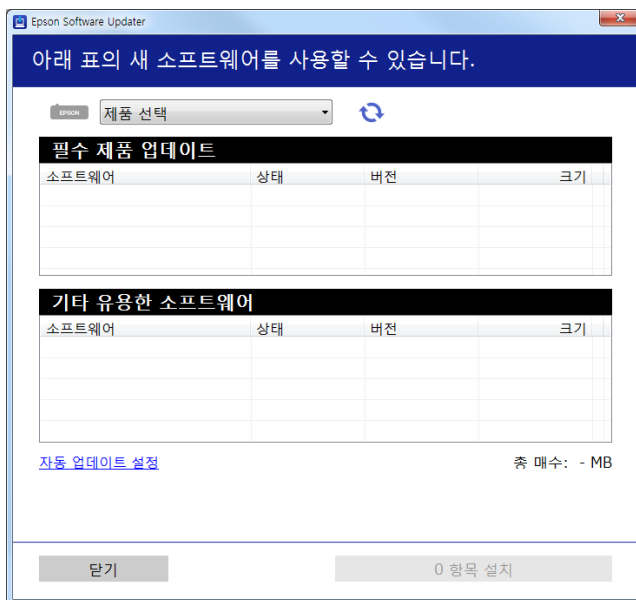 Epson Software Updater
아래 표의 새 소프트웨어를 사용할 수 있습니다.
EPSON 제품 선택
필수 제품 업데이트
소프트웨어 상태 버전 크기
기타 유용한 소프트웨어
소프트웨어 상태 버전 크기
자동 업데이트 설정 총 매수: - MB
닫기 0 항목 설치